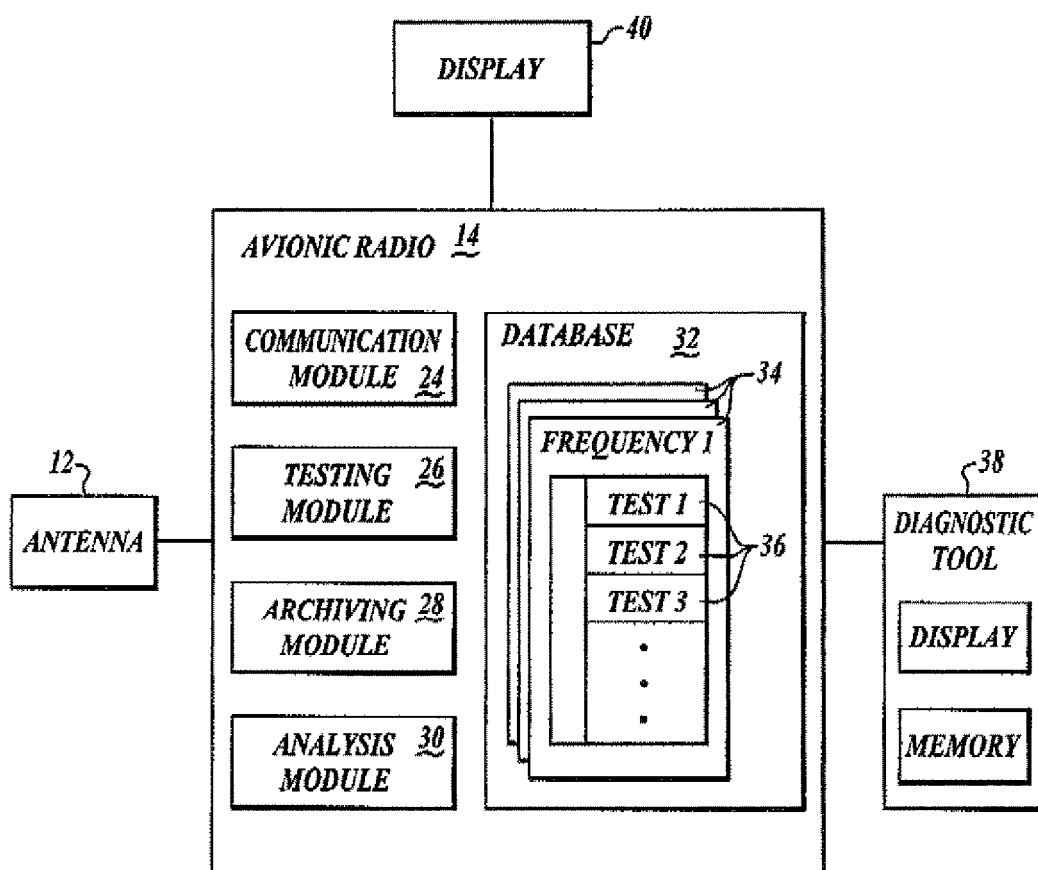 DISPLAY
40
AVIONIC RADIO 14
COMMUNICATION
MODULE 24
TESTING 26
MODULE
ARCHIVING 28
MODULE
ANALYSIS 30
MODULE
DATABASE 32
34
FREQUENCY 1
TEST 1
TEST 2
TEST 3
36
12
ANTENNA
38
DIAGNOSTIC
TOOL
DISPLAY
MEMORY